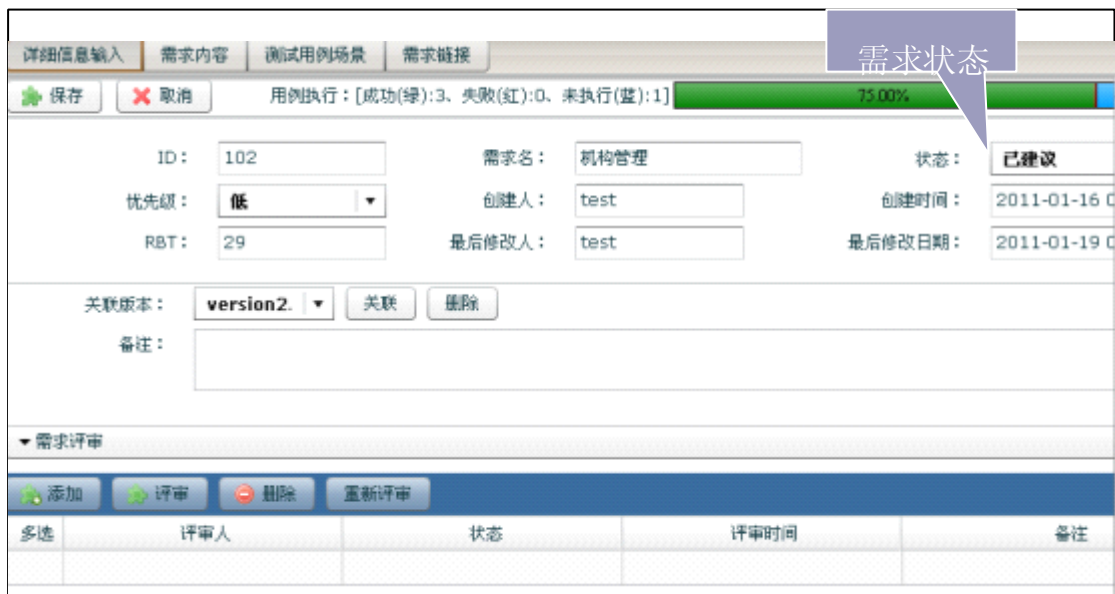 详细信息输入 需求内容 测试用例场景 需求链接 需求状态
保存 取消 用例执行：[成功(绿):3、失败(红):0、未执行(蓝):1] 75.00%
ID： 102 需求名： 机构管理 状态： 已建议
优先级： 低 创建人： test 创建时间： 2011-01-16 0
RBT： 29 最后修改人： test 最后修改日期： 2011-01-19 0
关联版本： version2. 关联 删除
备注：
需求评审
添加 评审 删除 重新评审
多选 评审人 状态 评审时间 备注